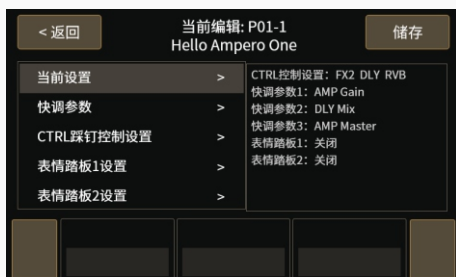 < 返回
当前编辑: P01-1
Hello Ampero One
储存
当前设置 >
快调参数 >
CTRL踩钉控制设置 >
表情踏板1设置 >
表情踏板2设置 >
CTRL控制设置: FX2 DLY RVB
快调参数1: AMP Gain
快调参数2: DLY Mix
快调参数3: AMP Master
表情踏板1: 关闭
表情踏板2: 关闭